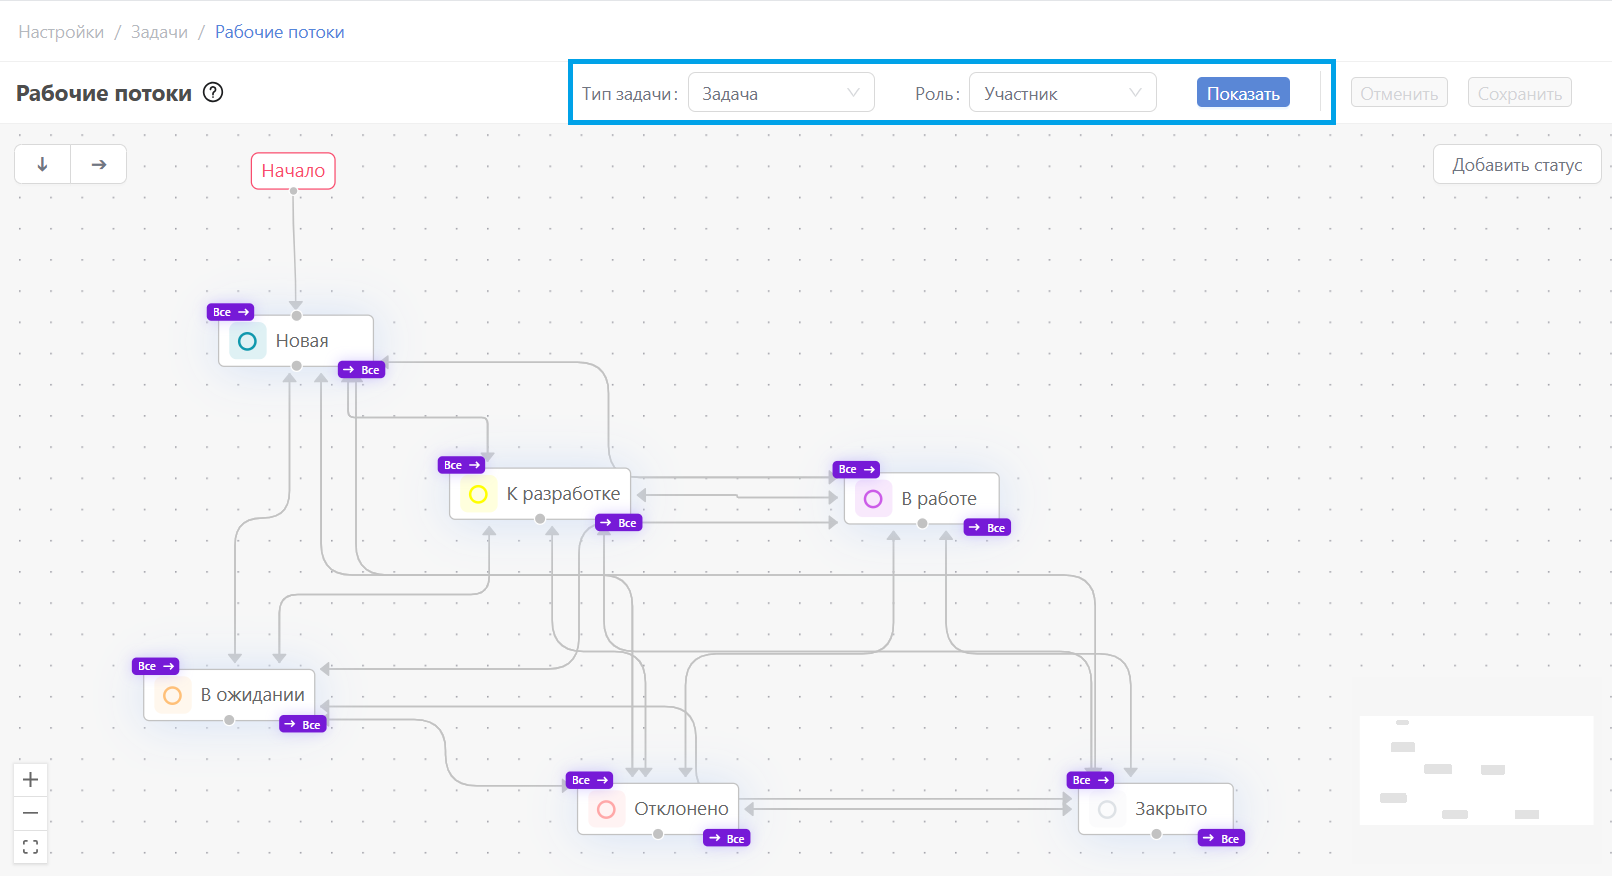 Настройки / Задачи / Рабочие потоки
Рабочие потоки ?
Тип задачи: Задача Роль: Участник Показать Отменить Сохранить
Добавить статус
Начало
Все →
Новая
→ Все
Все →
К разработке
→ Все
Все →
В работе
→ Все
Все →
В ожидании
→ Все
Все →
Отклонено
→ Все
Все →
Закрыто
→ Все